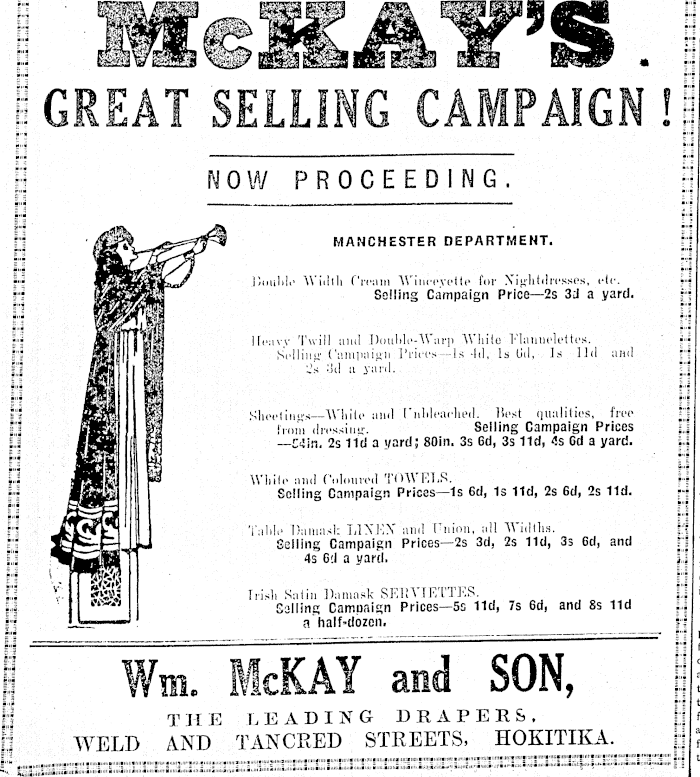 McKAY'S.
GREAT SELLING CAMPAIGN!
NOW PROCEEDING.
MANCHESTER DEPARTMENT.
Double Width Cream Winceyette for Nightdresses, etc.
Selling Campaign Price—2s 3d a yard.
Heavy Twill and Double-Warp White Flannelettes.
Selling Campaign Prices—1s 4d, 1s 6d, 1s 11d and
2s 3d a yard.
Sheetings—White and Unbleached. Best qualities, free
from dressing. Selling Campaign Prices
—54in. 2s 11d a yard; 80in. 3s 6d, 3s 11d, 4s 6d a yard.
White and Coloured TOWELS.
Selling Campaign Prices—1s 6d, 1s 11d, 2s 6d, 2s 11d.
Table Damask LINEN and Union, all Widths.
Selling Campaign Prices—2s 3d, 2s 11d, 3s 6d, and
4s 6d a yard.
Irish Satin Damask SERVIETTES.
Selling Campaign Prices—5s 11d, 7s 6d, and 8s 11d
a half-dozen.
Wm. McKAY and SON,
THE LEADING DRAPERS,
WELD AND TANCRED STREETS, HOKITIKA.